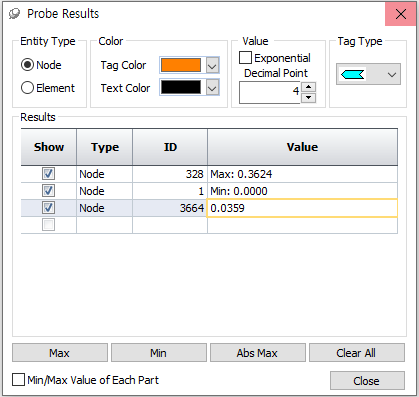 Probe Results
Entity Type
Node
Element
Color
Tag Color
Text Color
Value
Exponential
Decimal Point
4
Tag Type
Results
Show Type ID Value
Node 328 Max: 0.3624
Node 1 Min: 0.0000
Node 3664 0.0359
Max Min Abs Max Clear All
Min/Max Value of Each Part
Close